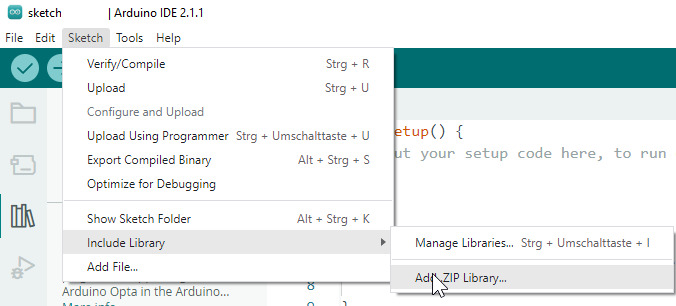 sketch | Arduino IDE 2.1.1
File Edit Sketch Tools Help
Verify/Compile Strg + R
Upload Strg + U
Configure and Upload
Upload Using Programmer Strg + Umschalttaste + U
Export Compiled Binary Alt + Strg + S
Optimize for Debugging
Show Sketch Folder Alt + Strg + K
Include Library
Add File...
Manage Libraries... Strg + Umschalttaste + I
Add .ZIP Library...
etup() {
ut your setup code here, to run
Arduino Opta in the Arduino...
8
}